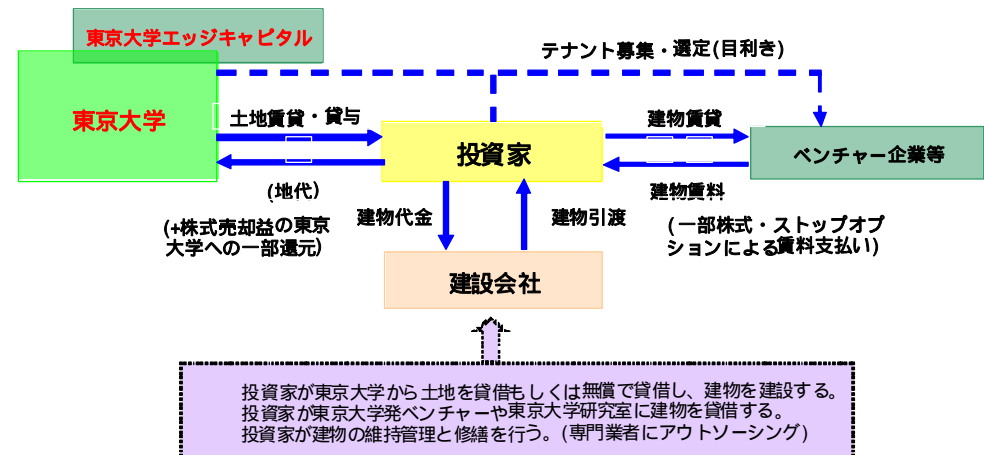 東京大学エッジキャピタル
テナント募集・選定(目利き)
東京大学
土地賃貸・貸与
建物賃貸
投資家
ベンチャー企業等
(地代)
建物賃料
(+株式売却益の東京
大学への一部還元)
建物代金
建物引渡
(一部株式・ストップオプ
ションによる賃料支払い)
建設会社
投資家が東京大学から土地を賃借もしくは無償で貸借し、建物を建設する。
投資家が東京大学発ベンチャーや東京大学研究室に建物を賃借する。
投資家が建物の維持管理と修繕を行う。(専門業者にアウトソーシング)